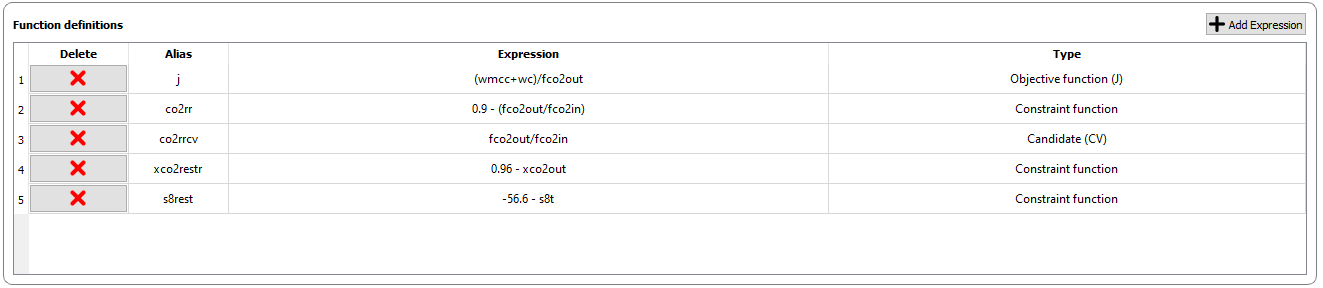 Function definitions
Add Expression
Delete Alias Expression Type
1 j (wmcc+wc)/fco2out Objective function (J)
2 co2rr 0.9 - (fco2out/fco2in) Constraint function
3 co2rrcv fco2out/fco2in Candidate (CV)
4 xco2restr 0.96 - xco2out Constraint function
5 s8rest -56.6 - s8t Constraint function